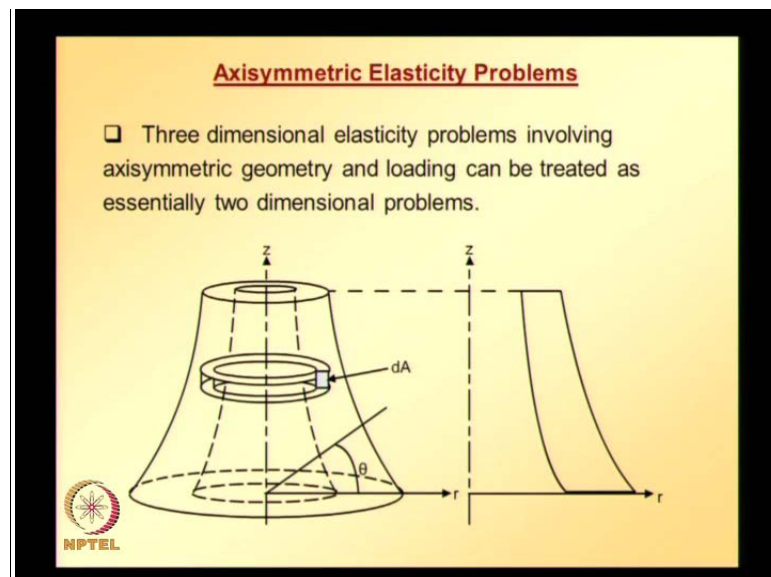 Axisymmetric Elasticity Problems
❑ Three dimensional elasticity problems involving
axisymmetric geometry and loading can be treated as
essentially two dimensional problems.
z
z
dA
θ
r
r
NPTEL